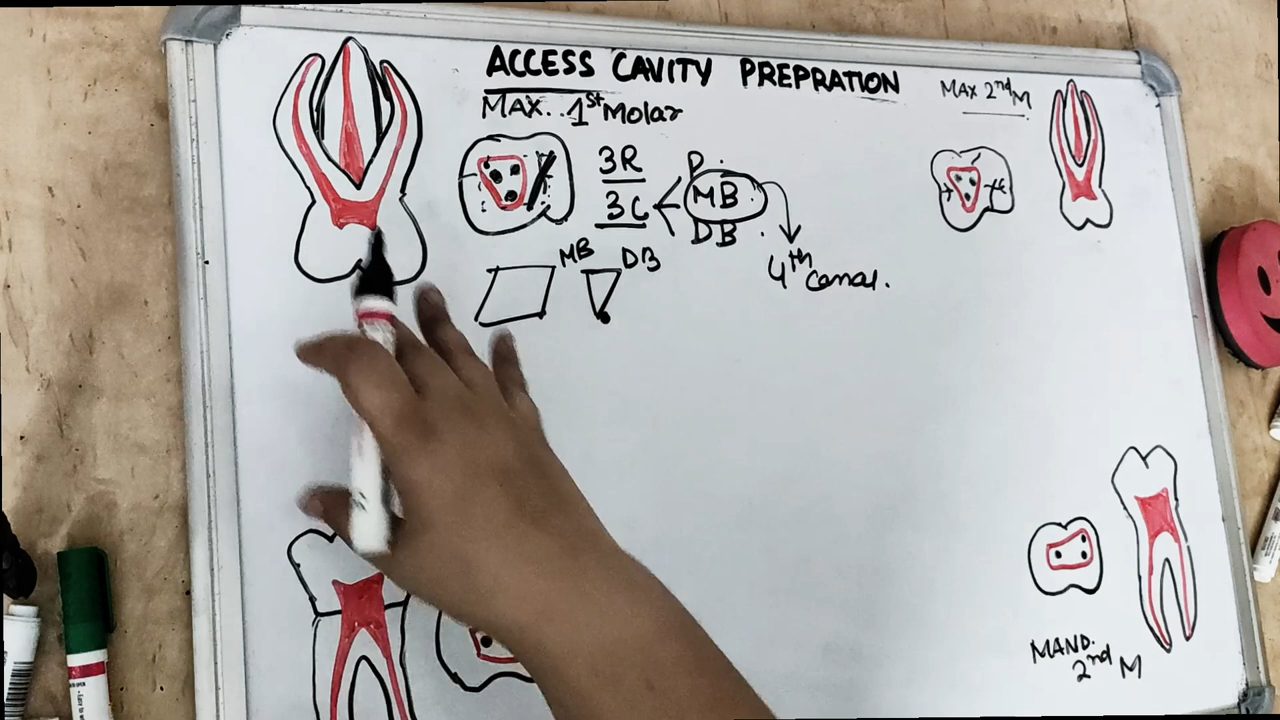 ACCESS CAVITY PREPRATION
MAX.. 1st Molar
3R
3C
P.
MB.
DB.
4th canal.
MB DB
MAX 2nd M
MAND.
2nd M